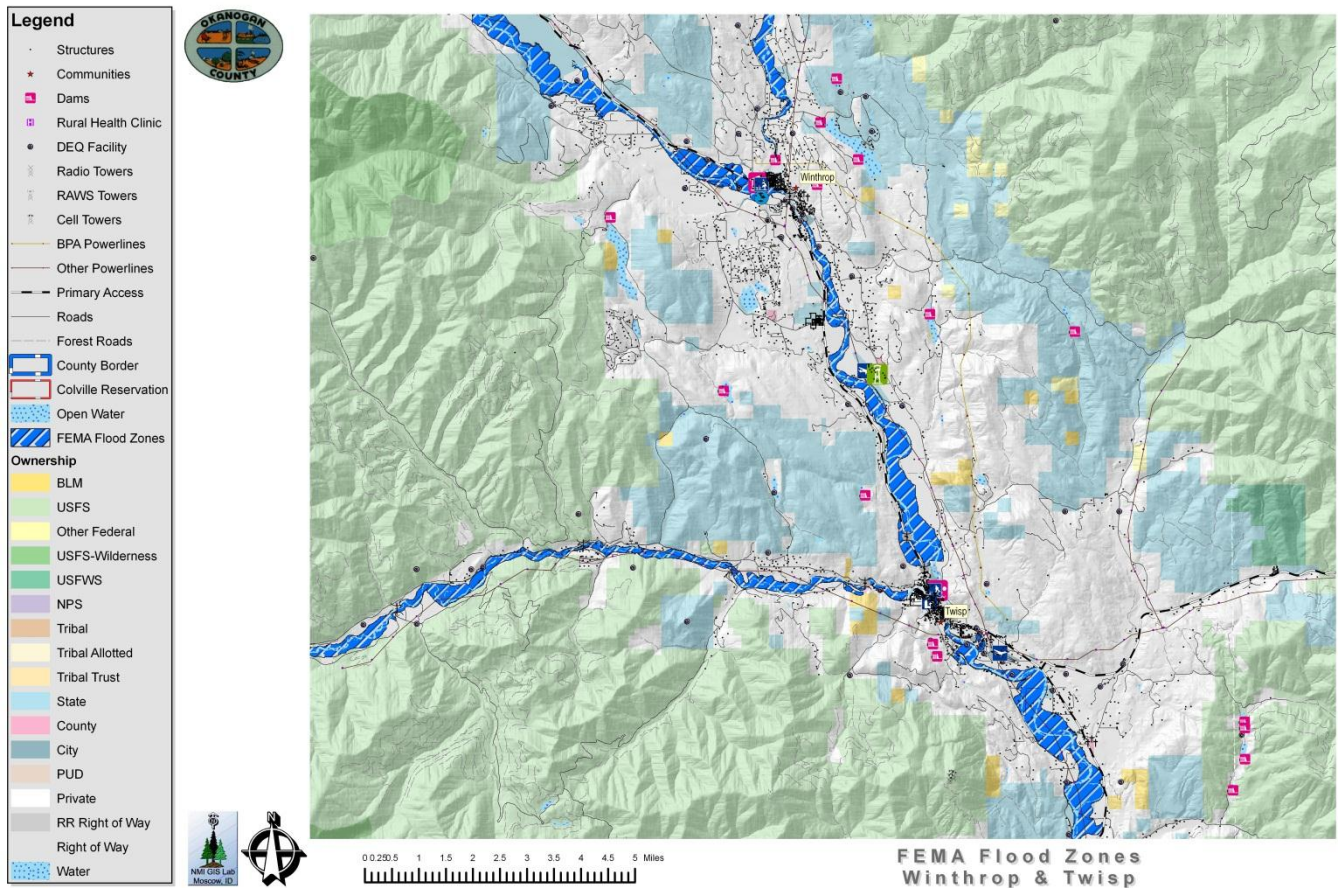 Legend
Structures
Communities
Dams
Rural Health Clinic
DEQ Facility
Radio Towers
RAWS Towers
Cell Towers
BPA Powerlines
Other Powerlines
Primary Access
Roads
Forest Roads
County Border
Colville Reservation
Open Water
FEMA Flood Zones
Ownership
BLM
USFS
Other Federal
USFS-Wilderness
USFWS
NPS
Tribal
Tribal Allotted
Tribal Trust
State
County
City
PUD
Private
RR Right of Way
Right of Way
Water
OKANOGAN
COUNTY
Winthrop
Twisp
NMI GIS Lab
Moscow, ID
N
0 0.25 0.5 1 1.5 2 2.5 3 3.5 4 4.5 5 Miles
FEMA Flood Zones
Winthrop & Twisp